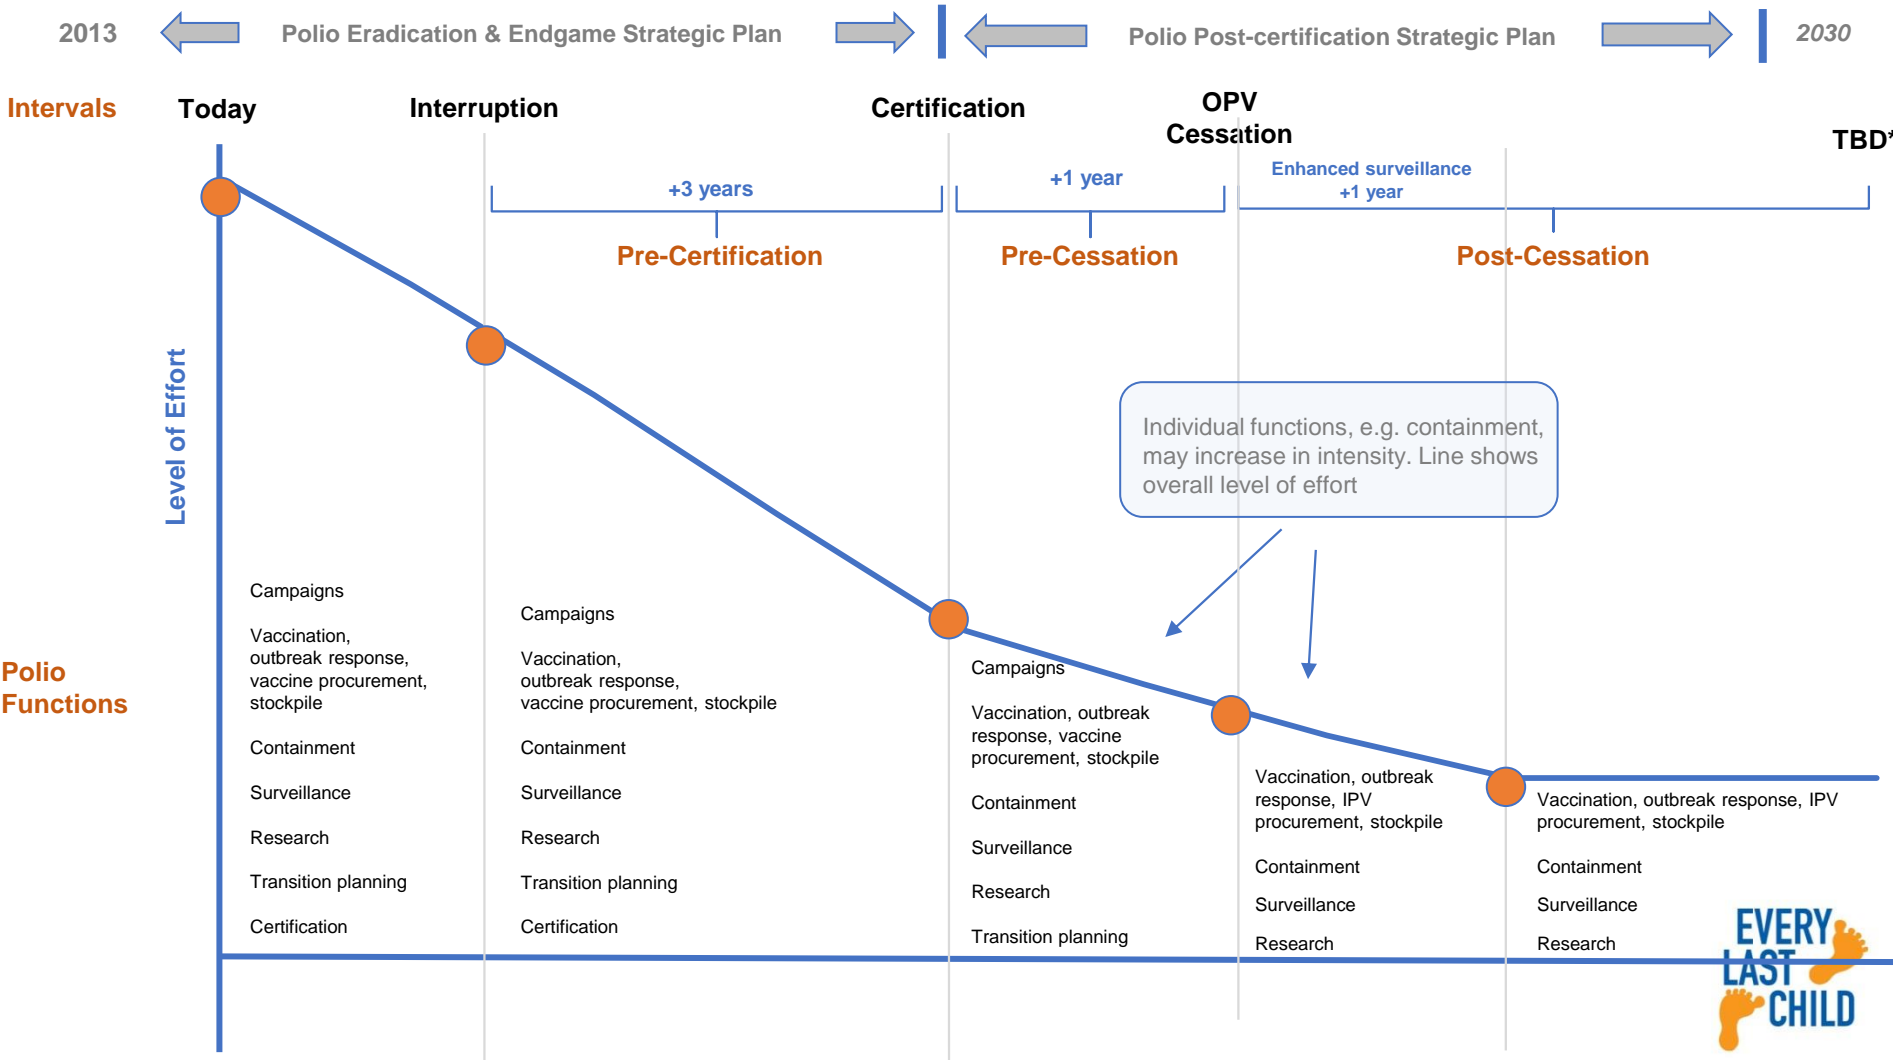 2013
Polio Eradication & Endgame Strategic Plan
Polio Post-certification Strategic Plan
2030
Intervals
Today
Interruption
Certification
OPV
Cessation
TBD*
+3 years
+1 year
Enhanced surveillance
+1 year
Pre-Certification
Pre-Cessation
Post-Cessation
Level of Effort
Individual functions, e.g. containment,
may increase in intensity. Line shows
overall level of effort
Polio
Functions
Campaigns
Vaccination,
outbreak response,
vaccine procurement,
stockpile
Containment
Surveillance
Research
Transition planning
Certification
Campaigns
Vaccination,
outbreak response,
vaccine procurement, stockpile
Containment
Surveillance
Research
Transition planning
Certification
Campaigns
Vaccination, outbreak
response, vaccine
procurement, stockpile
Containment
Surveillance
Research
Transition planning
Vaccination, outbreak
response, IPV
procurement, stockpile
Containment
Surveillance
Research
Vaccination, outbreak response, IPV
procurement, stockpile
Containment
Surveillance
Research
EVERY
LAST
CHILD